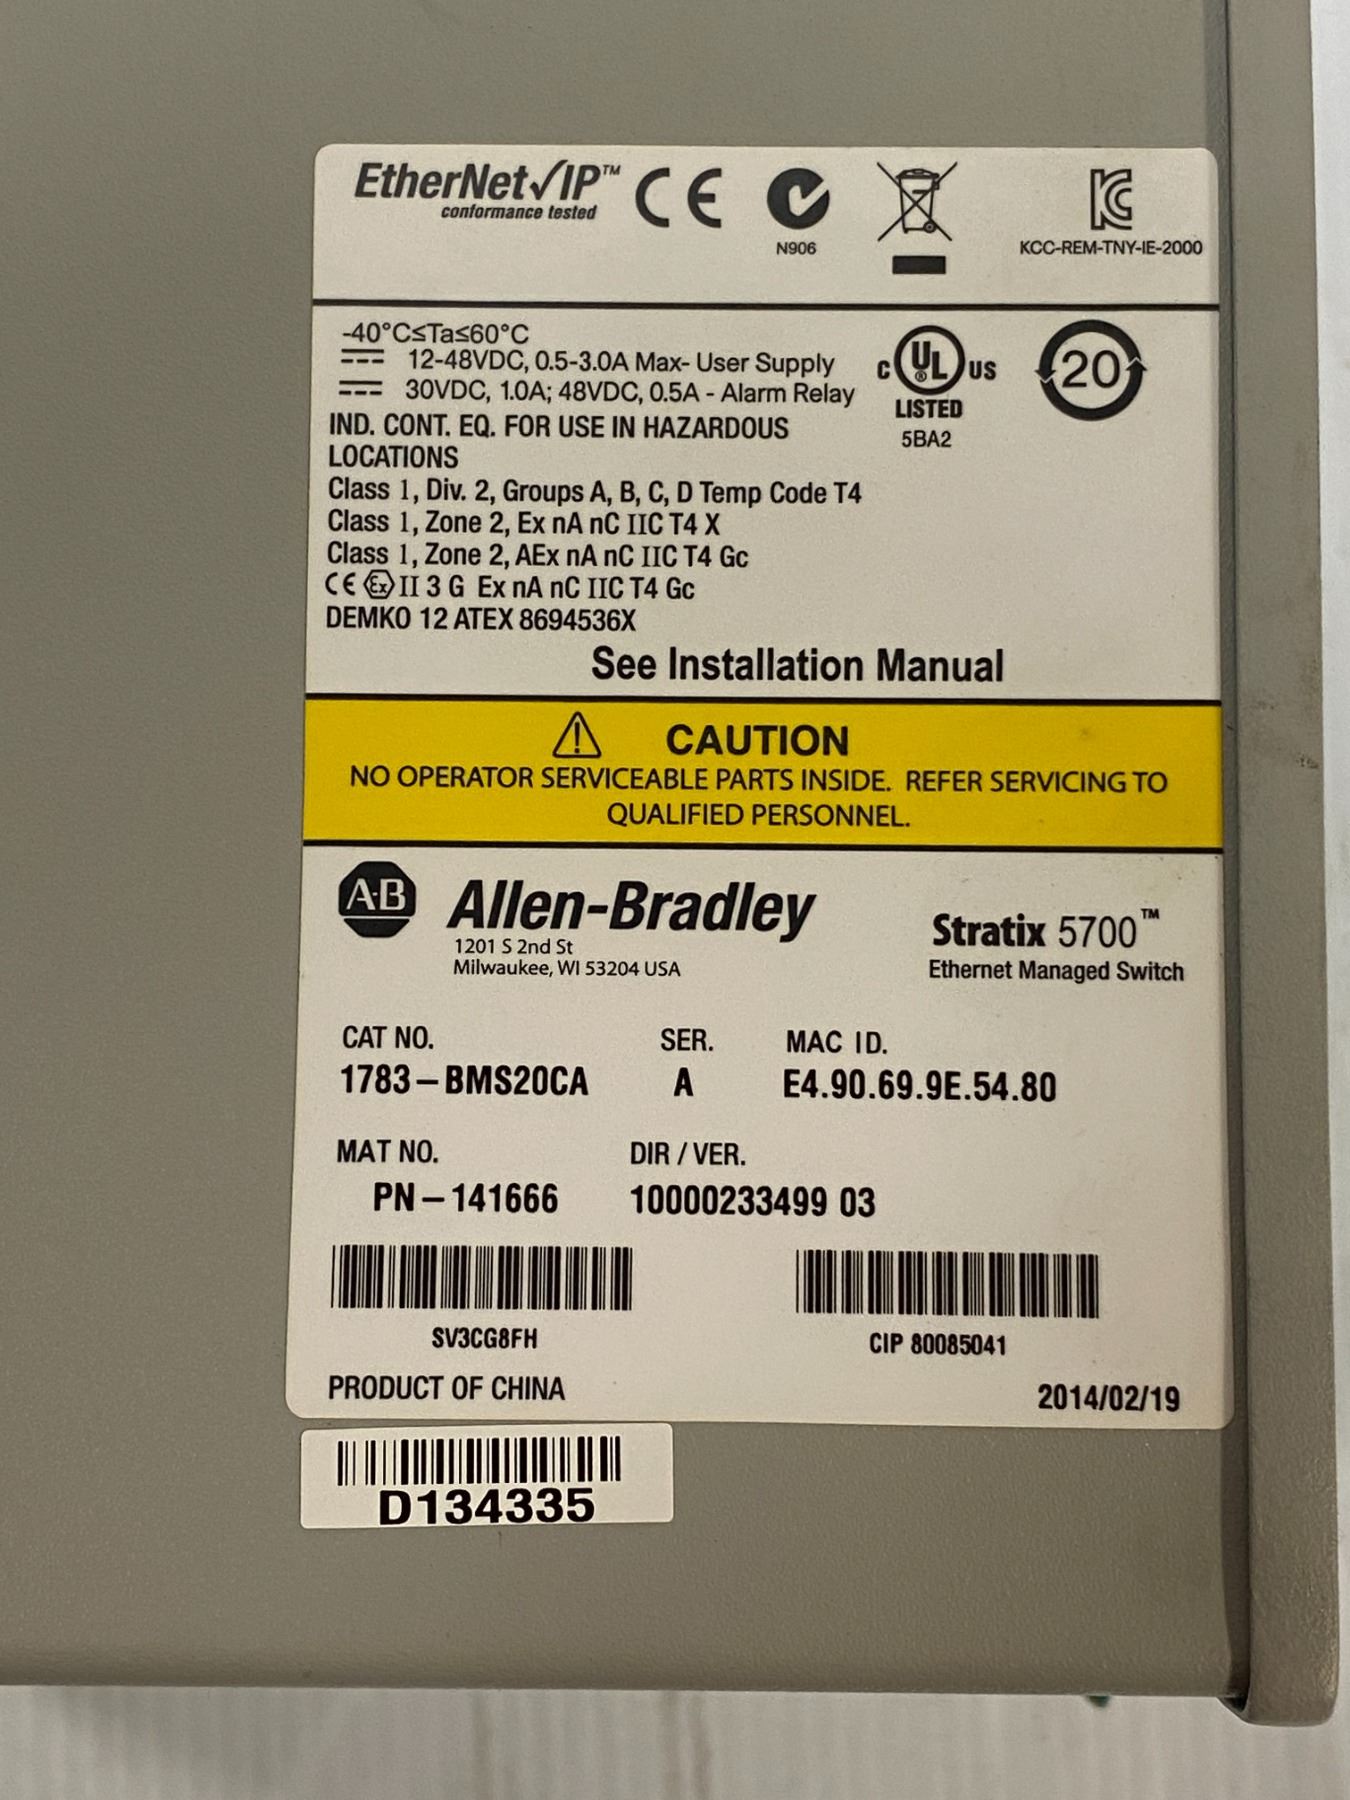 EtherNet✓IP™
conformance tested
CE
N906
KCC-REM-TNY-IE-2000
-40°C≤Ta≤60°C
12-48VDC, 0.5-3.0A Max- User Supply
30VDC, 1.0A; 48VDC, 0.5A - Alarm Relay
C UL® US
LISTED
5BA2
20
IND. CONT. EQ. FOR USE IN HAZARDOUS
LOCATIONS
Class 1, Div. 2, Groups A, B, C, D Temp Code T4
Class 1, Zone 2, Ex nA nC IIC T4 X
Class 1, Zone 2, AEx nA nC IIC T4 Gc
CE Ex II 3 G Ex nA nC IIC T4 Gc
DEMKO 12 ATEX 8694536X
See Installation Manual
CAUTION
NO OPERATOR SERVICEABLE PARTS INSIDE. REFER SERVICING TO
QUALIFIED PERSONNEL.
A-B Allen-Bradley
1201 S 2nd St
Milwaukee, WI 53204 USA
Stratix 5700™
Ethernet Managed Switch
CAT NO. SER. MAC ID.
1783-BMS20CA A E4.90.69.9E.54.80
MAT NO. DIR / VER.
PN-141666 10000233499 03
SV3CG8FH CIP 80085041
PRODUCT OF CHINA 2014/02/19
D134335